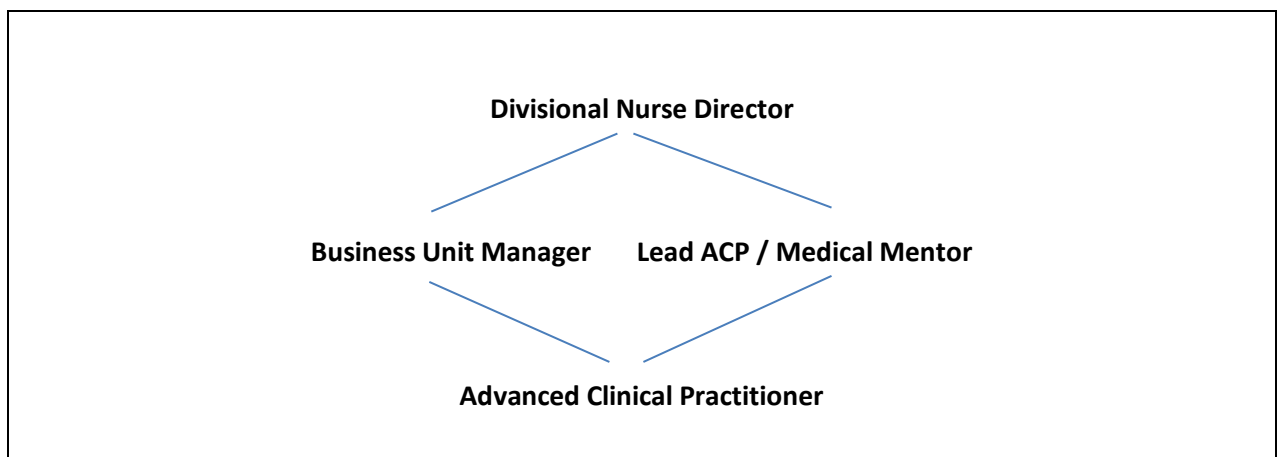 Divisional Nurse Director
Business Unit Manager Lead ACP / Medical Mentor
Advanced Clinical Practitioner